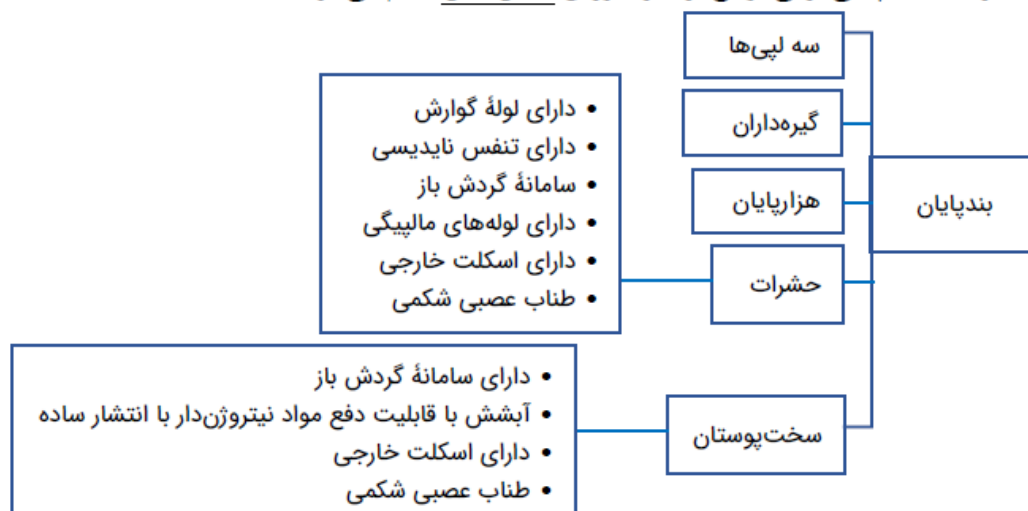 بندپایان
سه لپی‌ها
گیره‌داران
هزارپایان
حشرات
• دارای لولهٔ گوارش
• دارای تنفس نایدیسی
• سامانهٔ گردش باز
• دارای لوله‌های مالپیگی
• دارای اسکلت خارجی
• طناب عصبی شکمی
سخت‌پوستان
• دارای سامانهٔ گردش باز
• آبشش با قابلیت دفع مواد نیتروژن‌دار با انتشار ساده
• دارای اسکلت خارجی
• طناب عصبی شکمی